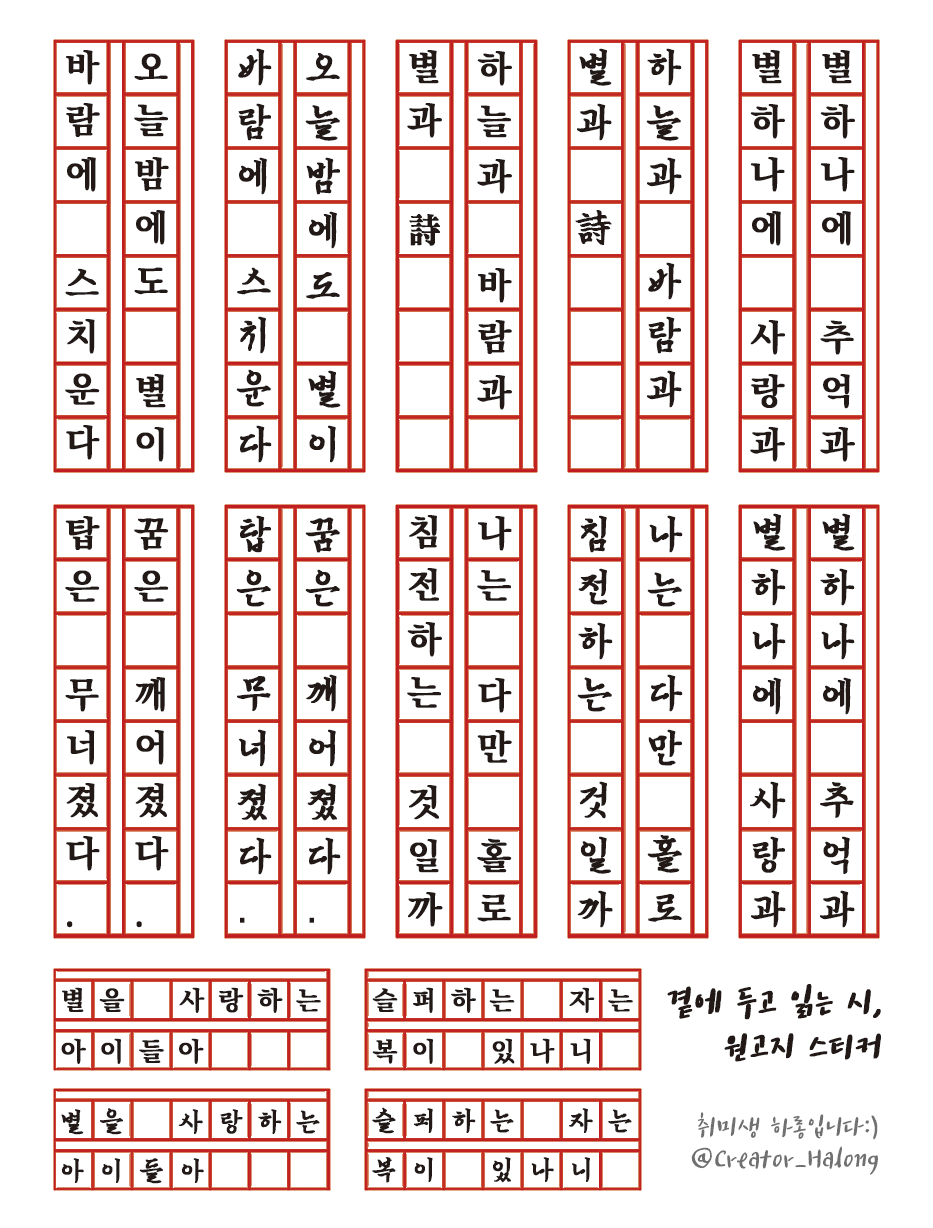 오늘밤에도 별이
바람에 스치운다
오늘밤에도 별이
바람에 스치운다
하늘과 바람과
별과 詩
하늘과 바람과
별과 詩
별하나에 추억과
별하나에 사랑과
꿈은 깨어졌다.
탑은 무너졌다.
꿈은 깨어졌다.
탑은 무너졌다.
나는 다만 홀로
침전하는 것일까
나는 다만 홀로
침전하는 것일까
별하나에 추억과
별하나에 사랑과
별을 사랑하는
아이들아
슬퍼하는 자는
복이 있나니
별을 사랑하는
아이들아
슬퍼하는 자는
복이 있나니
곁에 두고 읽는 시,
원고지 스티커
취미생 하롱입니다:)
@Creator_Halong